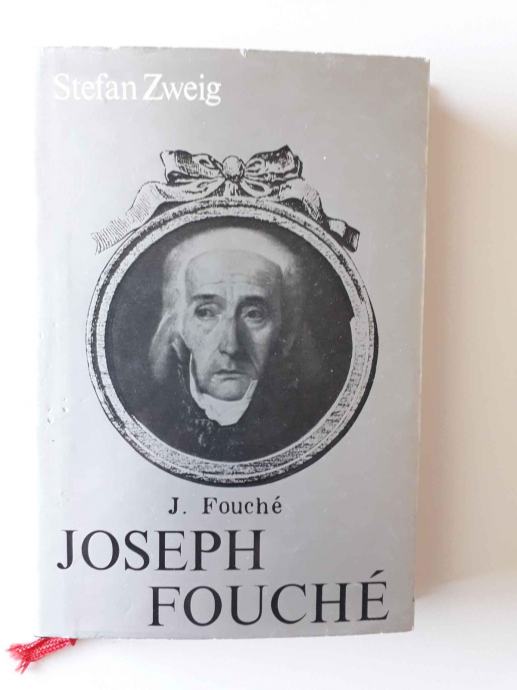 Stefan Zweig
J. Fouché
JOSEPH
FOUCHÉ